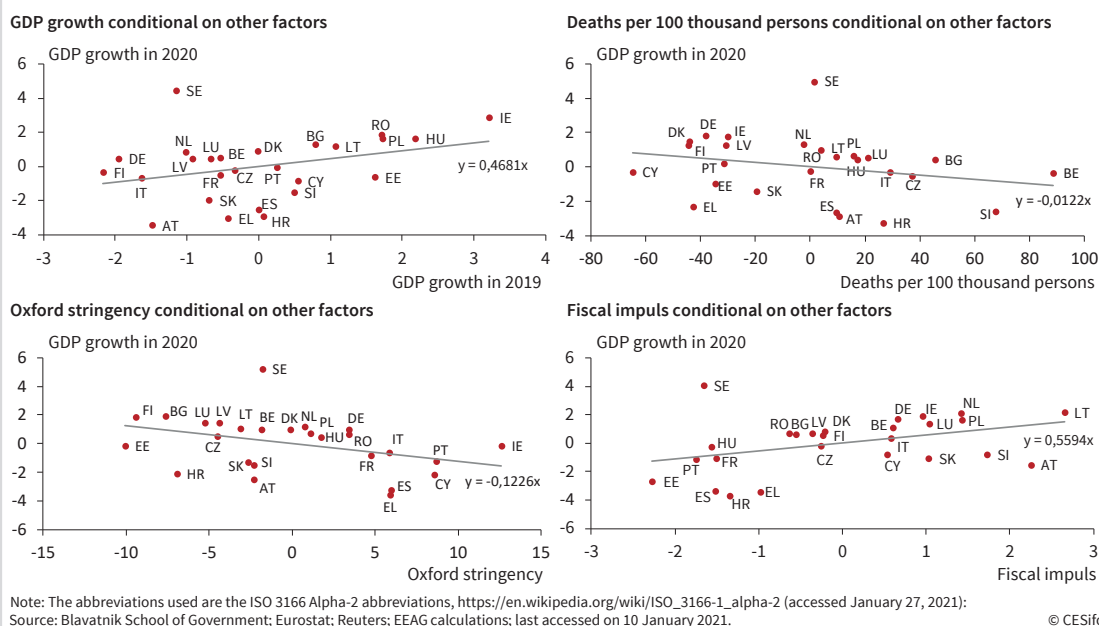 GDP growth conditional on other factors
GDP growth in 2020
6
4
2
0
-2
-4
-3 -2 -1 0 1 2 3 4
GDP growth in 2019
SE
IE
RO
PL
HU
BG
LT
NL
LU
BE
DK
DE
LV
FI
IT
FR
CZ
PT
CY
EE
SI
SK
ES
EL
HR
AT
y = 0,4681x
Deaths per 100 thousand persons conditional on other factors
GDP growth in 2020
6
4
2
0
-2
-4
-80 -60 -40 -20 0 20 40 60 80 100
Deaths per 100 thousand persons
SE
DK
DE
IE
NL
FI
LV
RO
LT
PL
LU
BG
PT
HU
CY
FR
IT
CZ
BE
EE
SK
EL
ES
AT
HR
SI
y = -0,0122x
Oxford stringency conditional on other factors
GDP growth in 2020
6
4
2
0
-2
-4
-6
-15 -10 -5 0 5 10 15
Oxford stringency
SE
FI
BG
LU
LV
LT
BE
DK
NL
PL
DE
HU
RO
IT
CZ
EE
PT
IE
FR
SK
SI
HR
AT
CY
ES
EL
y = -0,1226x
Fiscal impuls conditional on other factors
GDP growth in 2020
6
4
2
0
-2
-4
-6
-3 -2 -1 0 1 2 3
Fiscal impuls
SE
LT
NL
DE
IE
PL
RO
BG
LV
DK
BE
LU
FI
HU
IT
CZ
PT
FR
CY
SK
SI
AT
EE
ES
HR
EL
y = 0,5594x
Note: The abbreviations used are the ISO 3166 Alpha-2 abbreviations, https://en.wikipedia.org/wiki/ISO_3166-1_alpha-2 (accessed January 27, 2021):
Source: Blavatnik School of Government; Eurostat; Reuters; EEAG calculations; last accessed on 10 January 2021.
© CESifo